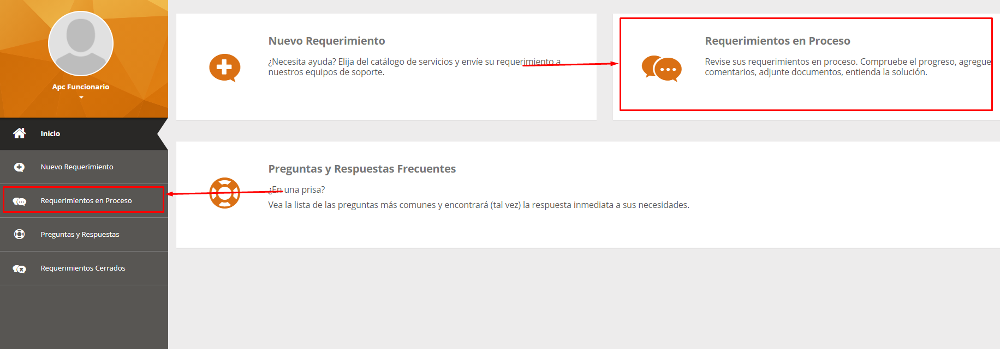 Apc Funcionario
Inicio
Nuevo Requerimiento
Requerimientos en Proceso
Preguntas y Respuestas
Requerimientos Cerrados
Nuevo Requerimiento
¿Necesita ayuda? Elija del catálogo de servicios y envíe su requerimiento a
nuestros equipos de soporte.
Requerimientos en Proceso
Revise sus requerimientos en proceso. Compruebe el progreso, agregue
comentarios, adjunte documentos, entienda la solución.
Preguntas y Respuestas Frecuentes
¿En una prisa?
Vea la lista de las preguntas más comunes y encontrará (tal vez) la respuesta inmediata a sus necesidades.